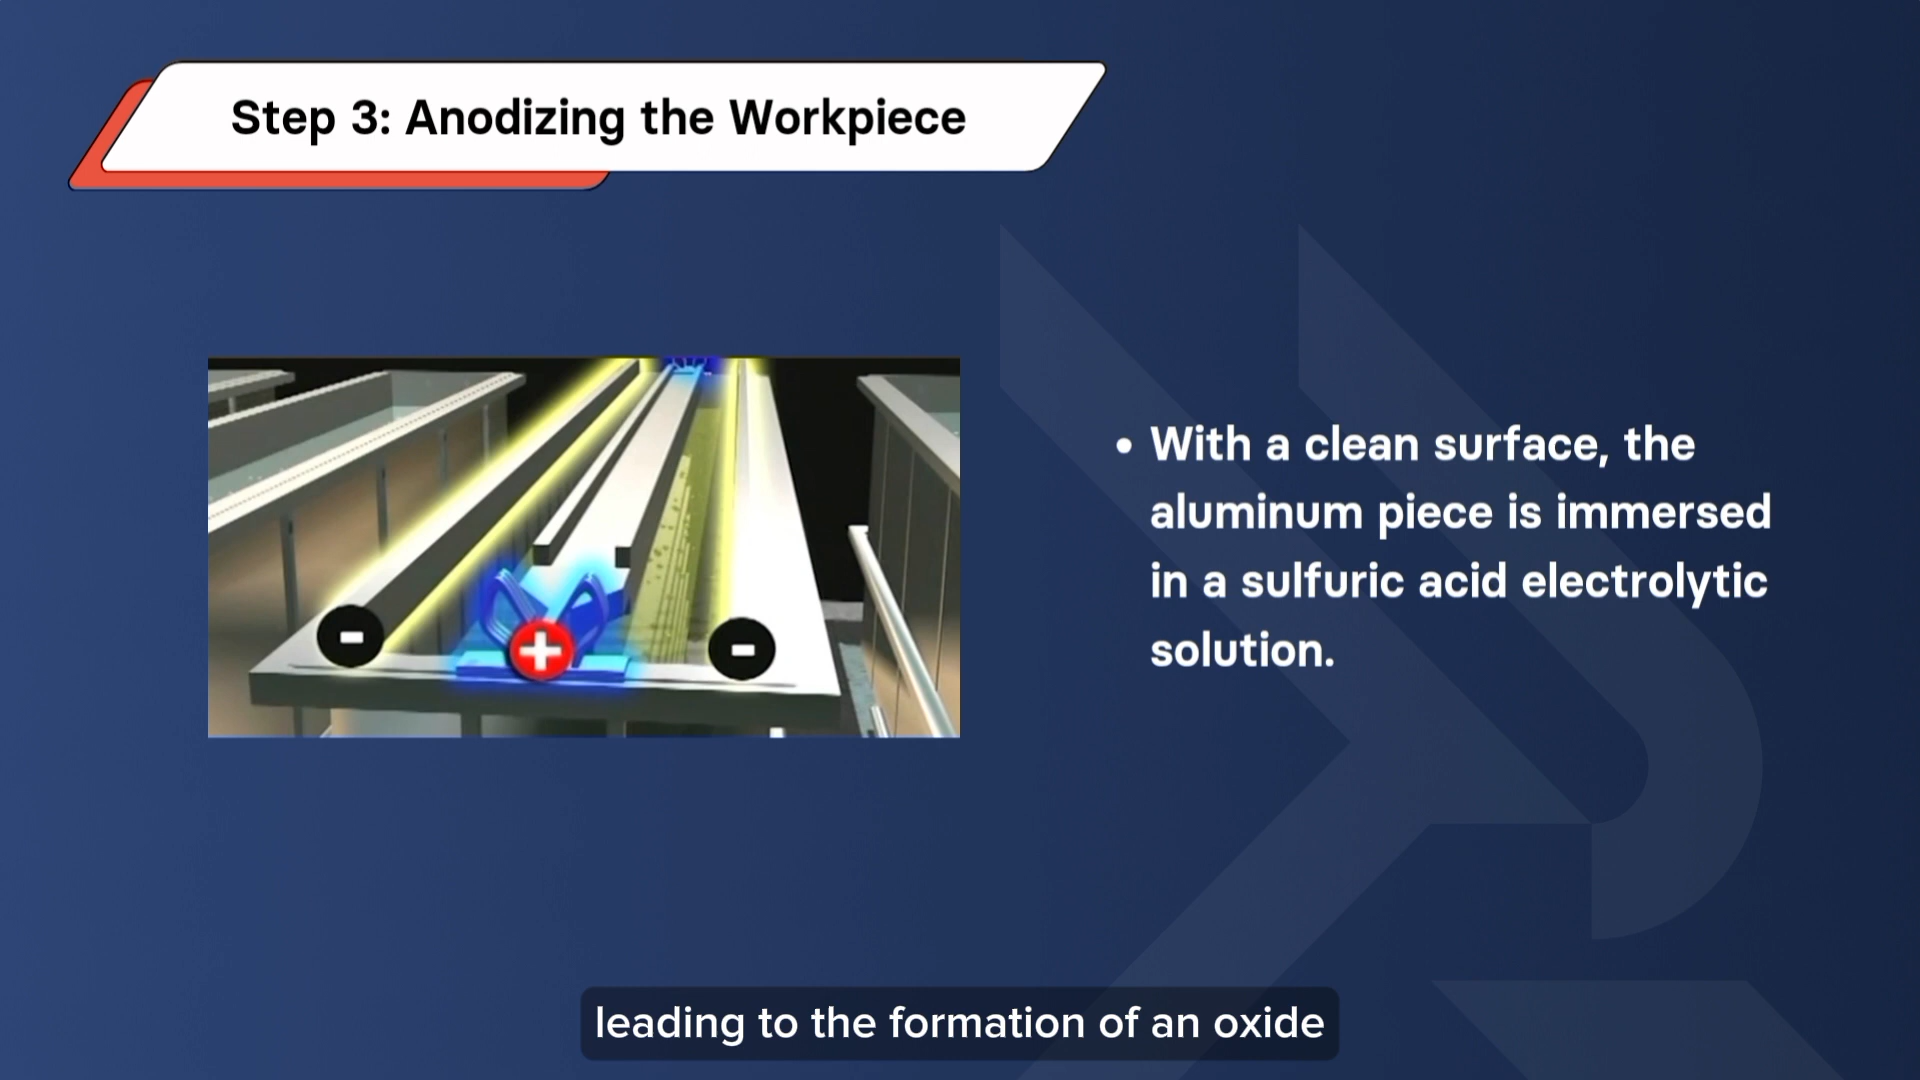 Step 3: Anodizing the Workpiece
• With a clean surface, the
aluminum piece is immersed
in a sulfuric acid electrolytic
solution.
- + -
leading to the formation of an oxide